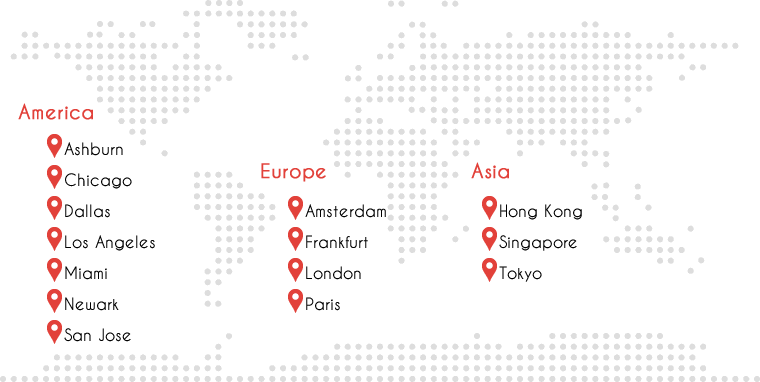 America
Ashburn
Chicago
Dallas
Los Angeles
Miami
Newark
San Jose
Europe
Amsterdam
Frankfurt
London
Paris
Asia
Hong Kong
Singapore
Tokyo